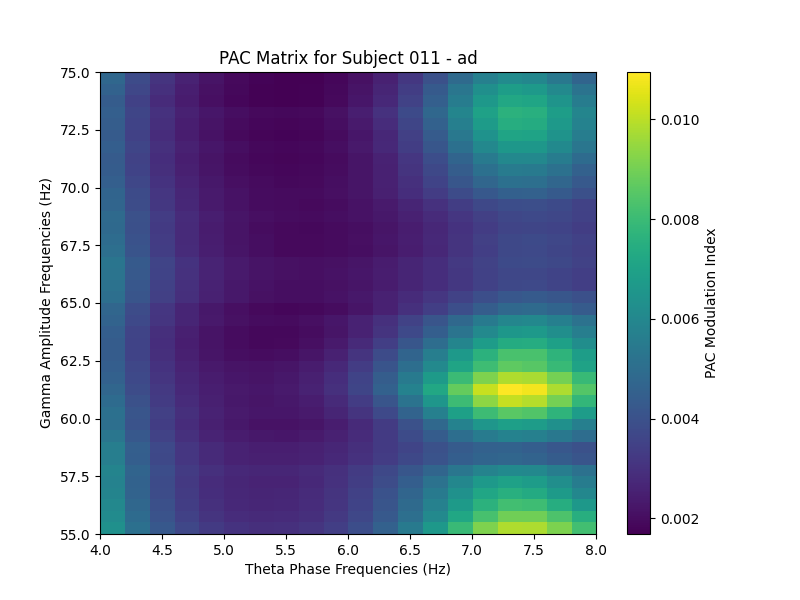 PAC Matrix for Subject 011 - ad
75.0
72.5
70.0
67.5
65.0
62.5
60.0
57.5
55.0
Gamma Amplitude Frequencies (Hz)
4.0 4.5 5.0 5.5 6.0 6.5 7.0 7.5 8.0
Theta Phase Frequencies (Hz)
0.010
0.008
0.006
0.004
0.002
PAC Modulation Index